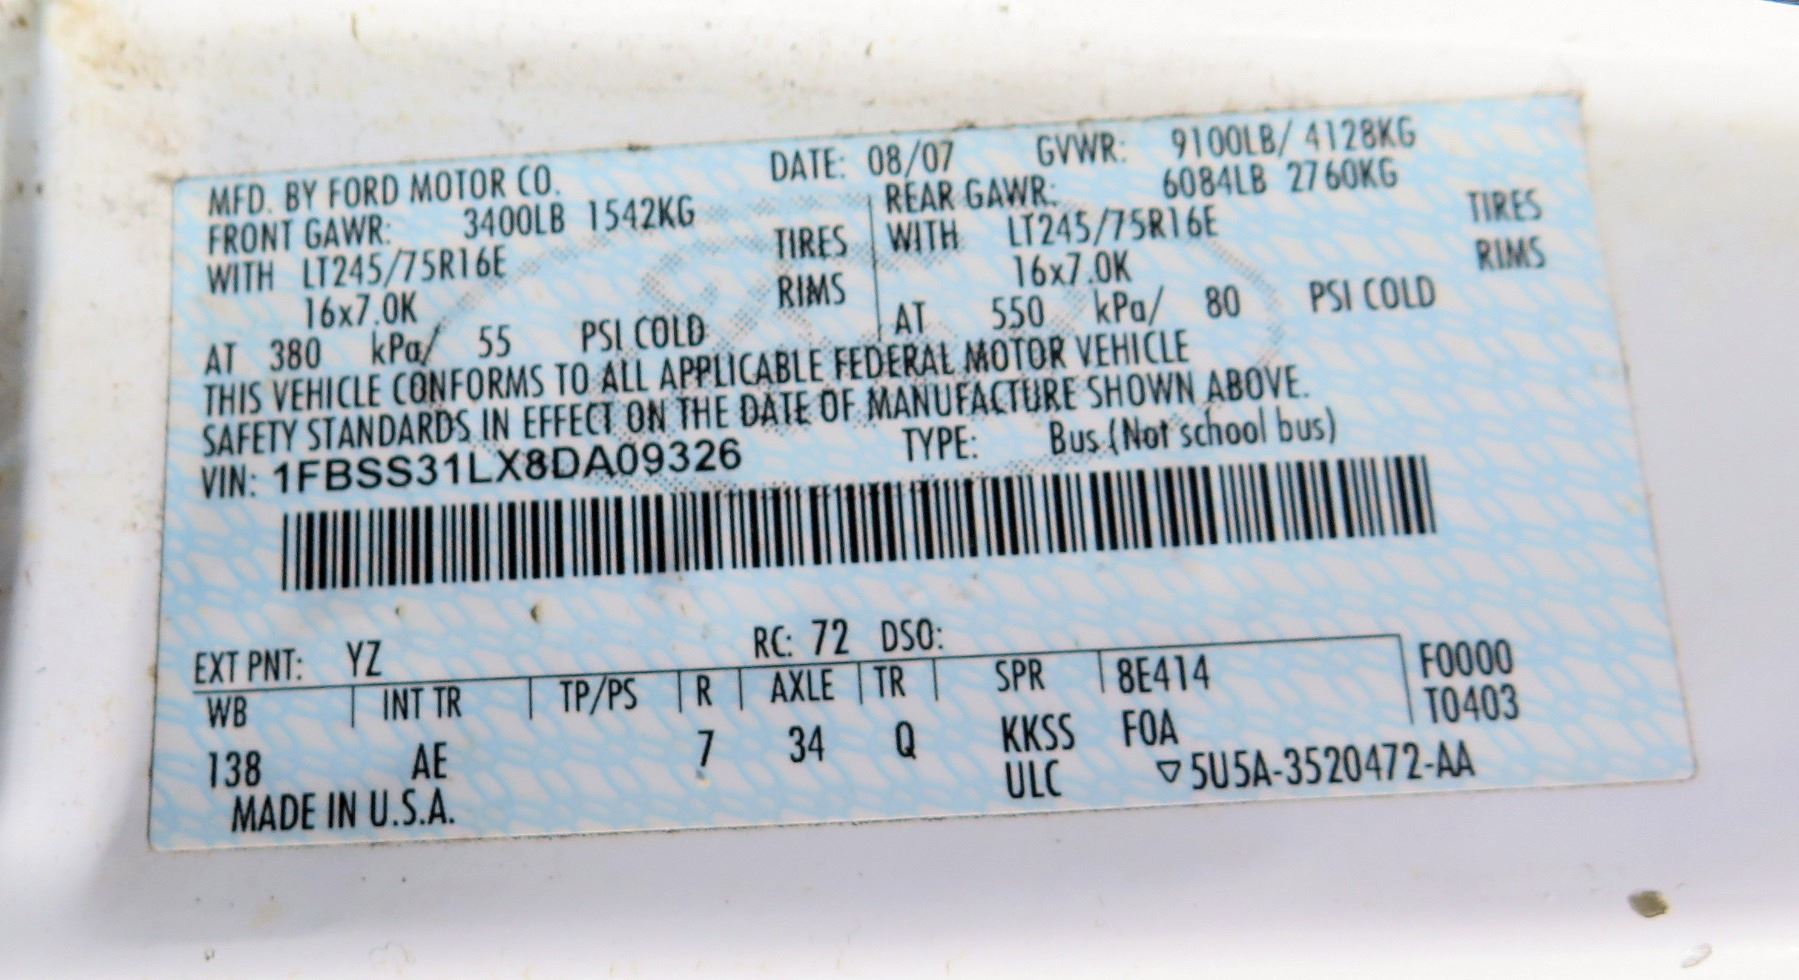 MFD. BY FORD MOTOR CO. DATE: 08/07 GVWR: 9100LB/ 4128KG
FRONT GAWR: 3400LB 1542KG REAR GAWR: 6084LB 2760KG
WITH LT245/75R16E TIRES WITH LT245/75R16E TIRES
16x7.0K RIMS 16x7.0K RIMS
AT 380 kPa/ 55 PSI COLD AT 550 kPa/ 80 PSI COLD
THIS VEHICLE CONFORMS TO ALL APPLICABLE FEDERAL MOTOR VEHICLE
SAFETY STANDARDS IN EFFECT ON THE DATE OF MANUFACTURE SHOWN ABOVE.
VIN: 1FBSS31LX8DA09326 TYPE: Bus (Not school bus)
EXT PNT: YZ RC: 72 DSO:
WB INT TR TP/PS R AXLE TR SPR 8E414 F0000
138 AE 7 34 Q KKSS FOA T0403
MADE IN U.S.A. ULC ▽5U5A-3520472-AA